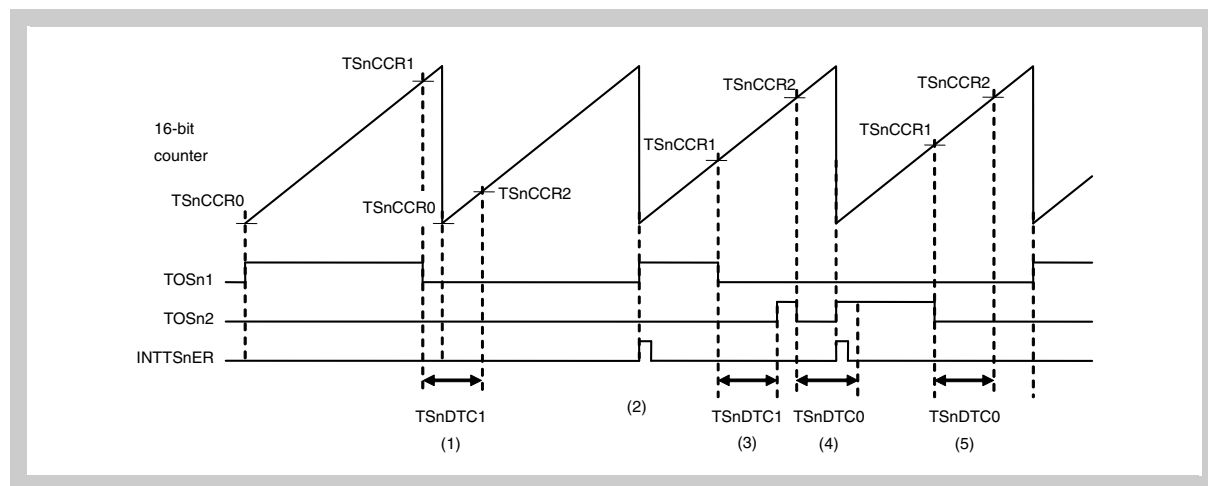 TSnCCR1
TSnCCR2
TSnCCR2
16-bit
counter
TSnCCR1
TSnCCR1
TSnCCR0
TSnCCR0
TSnCCR2
TOSn1
TOSn2
INTTSnER
TSnDTC1
(1)
(2)
TSnDTC1
(3)
TSnDTC0
(4)
TSnDTC0
(5)